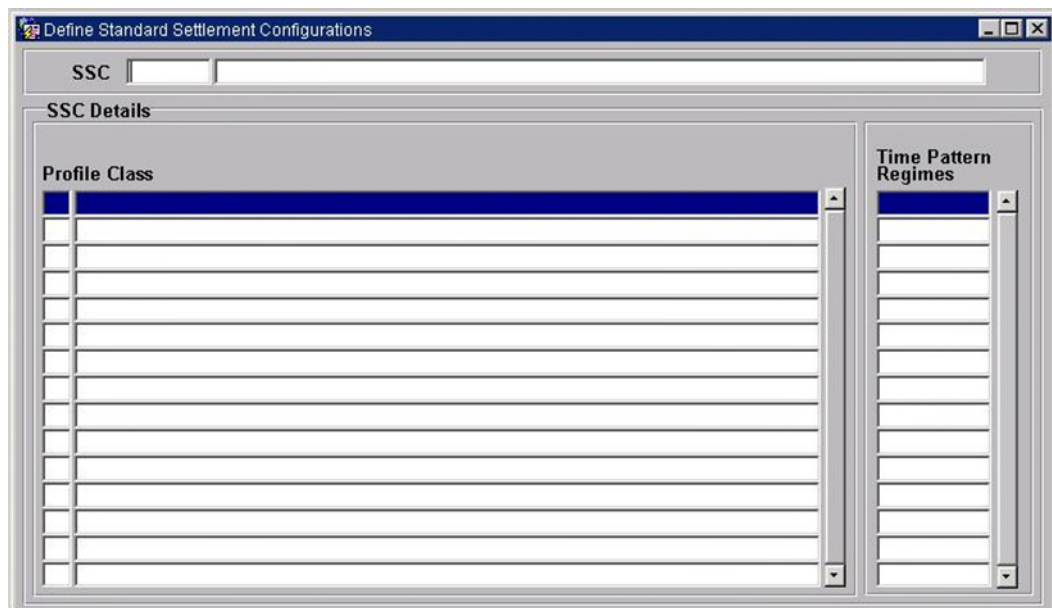 Define Standard Settlement Configurations
SSC
SSC Details
Profile Class
Time Pattern
Regimes